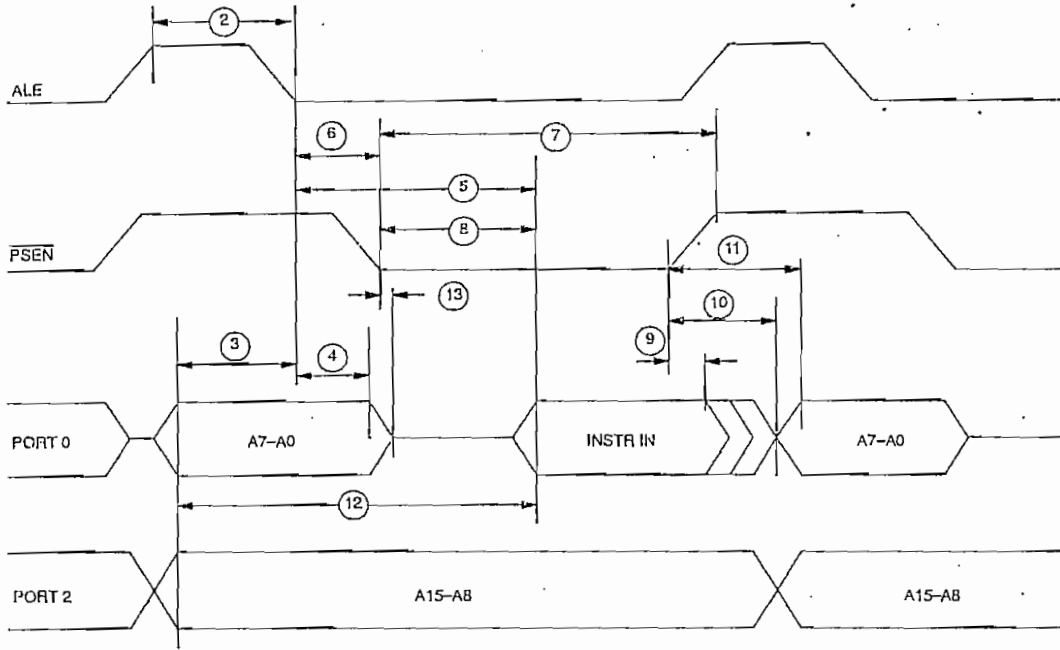 2
ALE
6
7
5
PSEN
8
11
13
10
3
4
9
PORT 0
A7–A0
INSTR IN
A7–A0
12
PORT 2
A15–A8
A15–A8